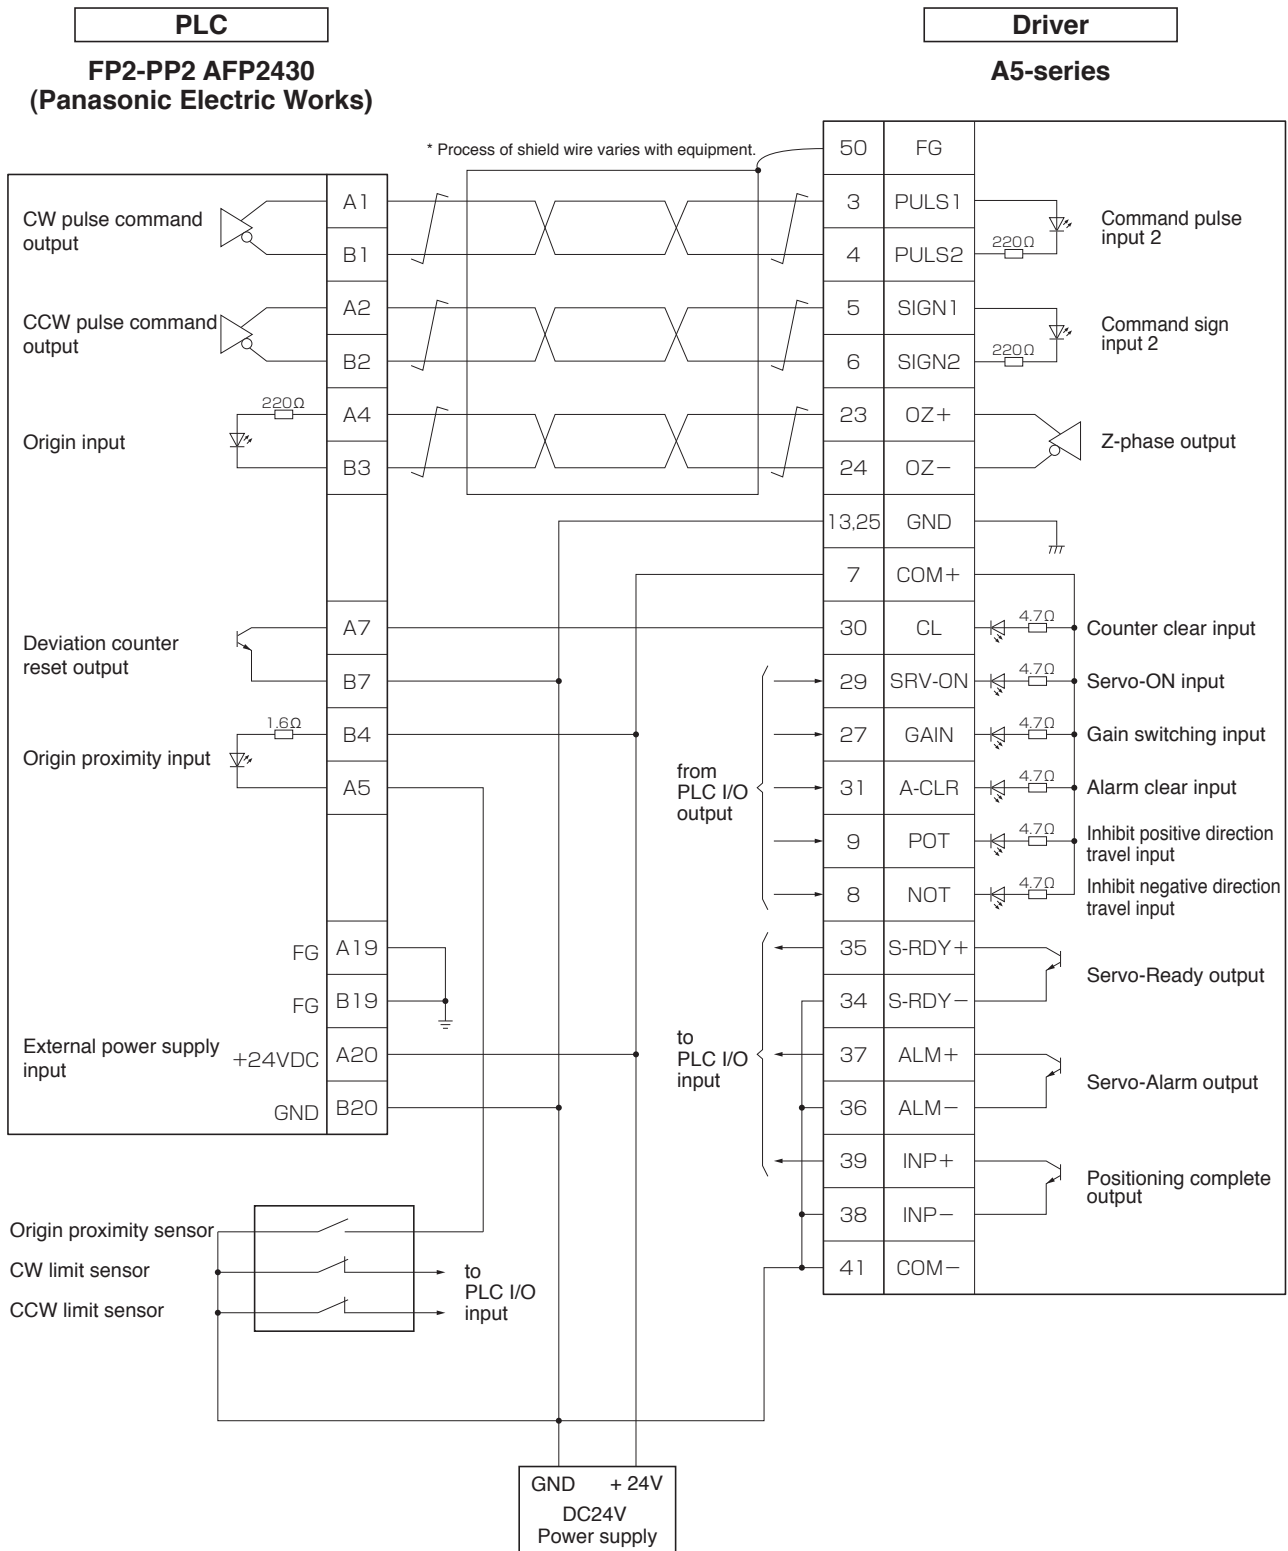 PLC
Driver
FP2-PP2 AFP2430
(Panasonic Electric Works)
A5-series
* Process of shield wire varies with equipment.
CW pulse command
output
CCW pulse command
output
220Ω
Origin input
Deviation counter
reset output
1.6Ω
Origin proximity input
FG
FG
External power supply
input
+24VDC
GND
A1
B1
A2
B2
A4
B3
A7
B7
B4
A5
A19
B19
A20
B20
from
PLC I/O
output
to
PLC I/O
input
50 FG
3 PULS1
4 PULS2
5 SIGN1
6 SIGN2
23 OZ+
24 OZ−
13,25 GND
7 COM+
30 CL
29 SRV-ON
27 GAIN
31 A-CLR
9 POT
8 NOT
35 S-RDY+
34 S-RDY−
37 ALM+
36 ALM−
39 INP+
38 INP−
41 COM−
220Ω
Command pulse
input 2
220Ω
Command sign
input 2
Z-phase output
4.7Ω
Counter clear input
4.7Ω
Servo-ON input
4.7Ω
Gain switching input
4.7Ω
Alarm clear input
4.7Ω
Inhibit positive direction
travel input
4.7Ω
Inhibit negative direction
travel input
Servo-Ready output
Servo-Alarm output
Positioning complete
output
Origin proximity sensor
CW limit sensor
CCW limit sensor
to
PLC I/O
input
GND + 24V
DC24V
Power supply